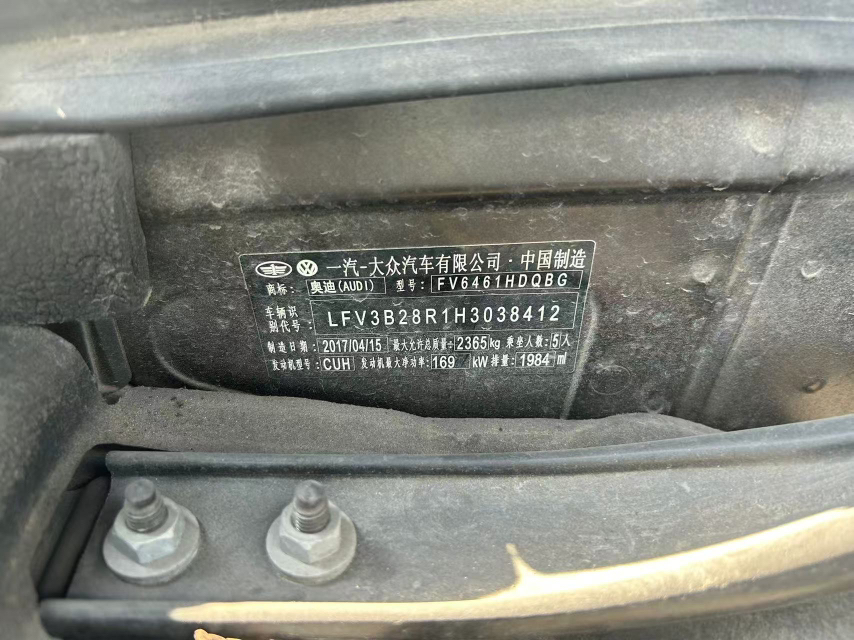 一汽-大众汽车有限公司·中国制造
商标: 奥迪(AUDI) 型号: FV6461HDQBG
车辆识别代号: LFV3B28R1H3038412
制造日期: 2017/04/15 最大允许总质量: 2365kg 乘坐人数: 5人
发动机型号: CUH 发动机最大净功率: 169 kW 排量: 1984 ml